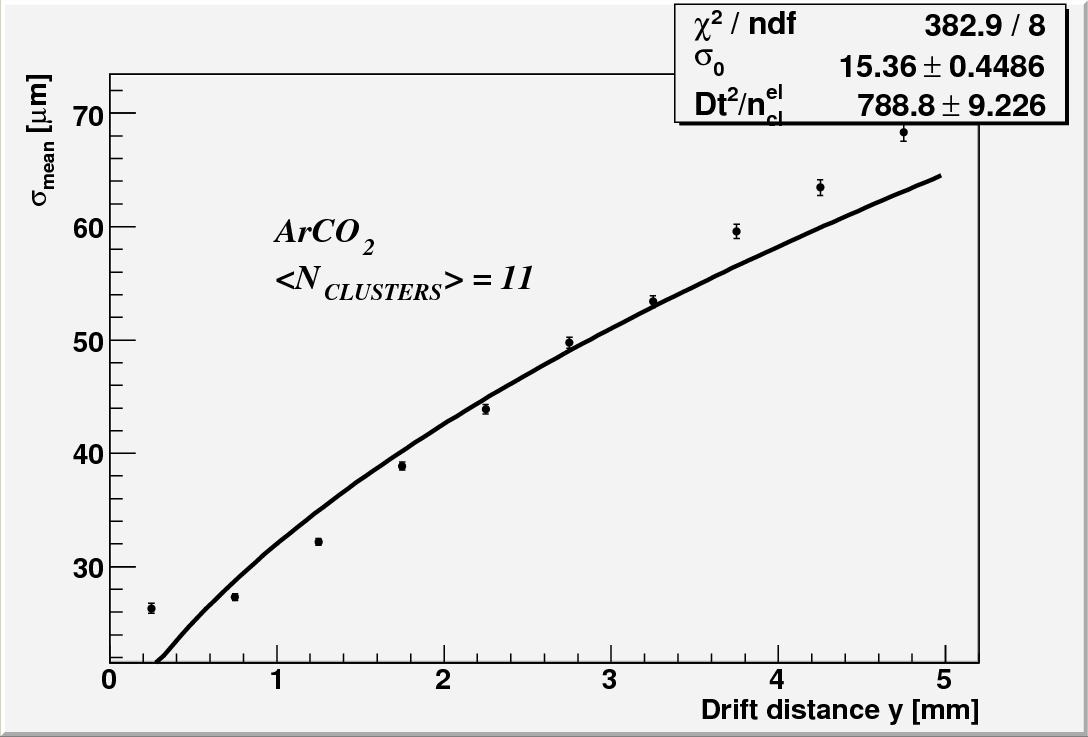 χ² / ndf 382.9 / 8
σ₀ 15.36 ± 0.4486
Dt²/n_cl^el 788.8 ± 9.226
σ_mean [μm]
70
60
50
40
30
ArCO₂
<N_CLUSTERS> = 11
0 1 2 3 4 5
Drift distance y [mm]